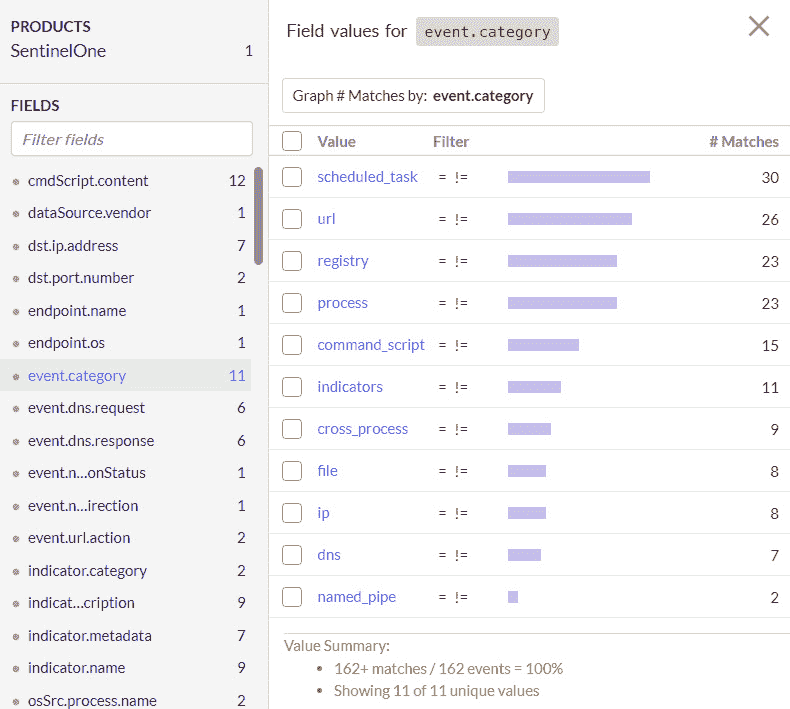 PRODUCTS
SentinelOne 1
FIELDS
Filter fields
cmdScript.content 12
dataSource.vendor 1
dst.ip.address 7
dst.port.number 2
endpoint.name 1
endpoint.os 1
event.category 11
event.dns.request 6
event.dns.response 6
event.n...onStatus 1
event.n...irection 1
event.url.action 2
indicator.category 2
indicat...cription 9
indicator.metadata 7
indicator.name 9
osSrc.process.name 2
Field values for event.category
Graph # Matches by: event.category
Value Filter # Matches
scheduled_task = != 30
url = != 26
registry = != 23
process = != 23
command_script = != 15
indicators = != 11
cross_process = != 9
file = != 8
ip = != 8
dns = != 7
named_pipe = != 2
Value Summary:
• 162+ matches / 162 events = 100%
• Showing 11 of 11 unique values